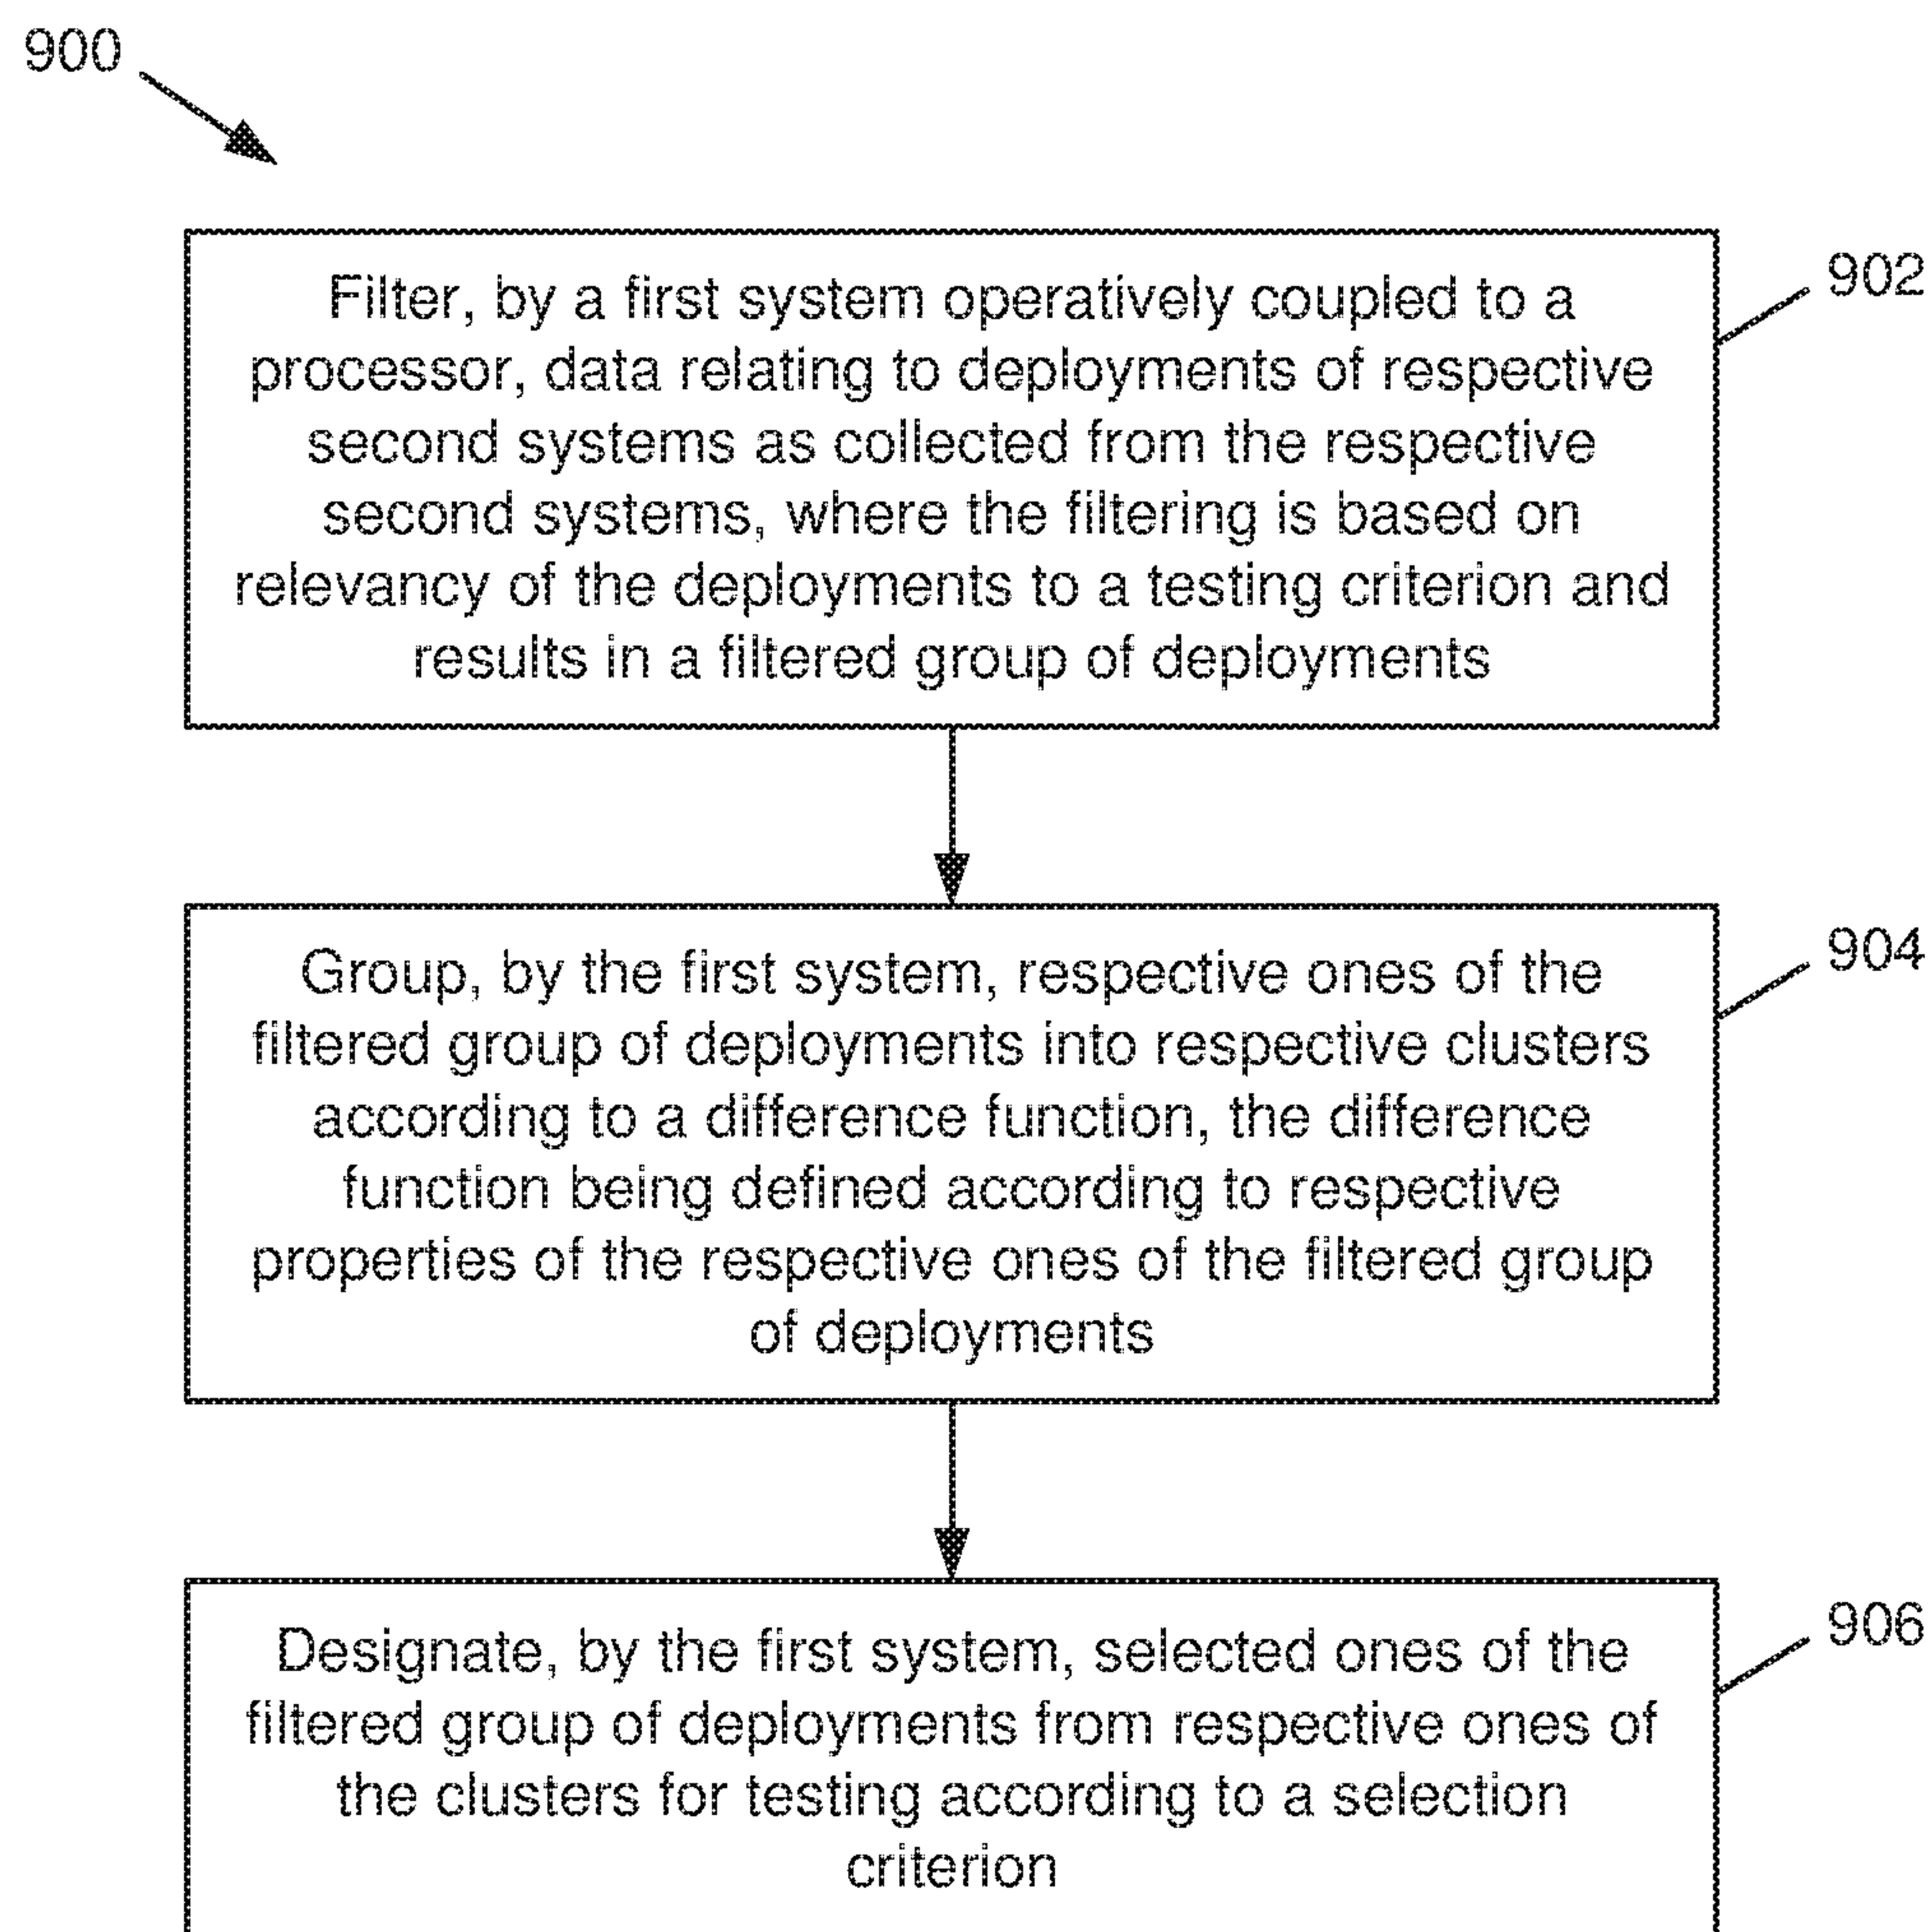 900
902
Filter, by a first system operatively coupled to a
processor, data relating to deployments of respective
second systems as collected from the respective
second systems, where the filtering is based on
relevancy of the deployments to a testing criterion and
results in a filtered group of deployments
904
Group, by the first system, respective ones of the
filtered group of deployments into respective clusters
according to a difference function, the difference
function being defined according to respective
properties of the respective ones of the filtered group
of deployments
906
Designate, by the first system, selected ones of the
filtered group of deployments from respective ones of
the clusters for testing according to a selection
criterion